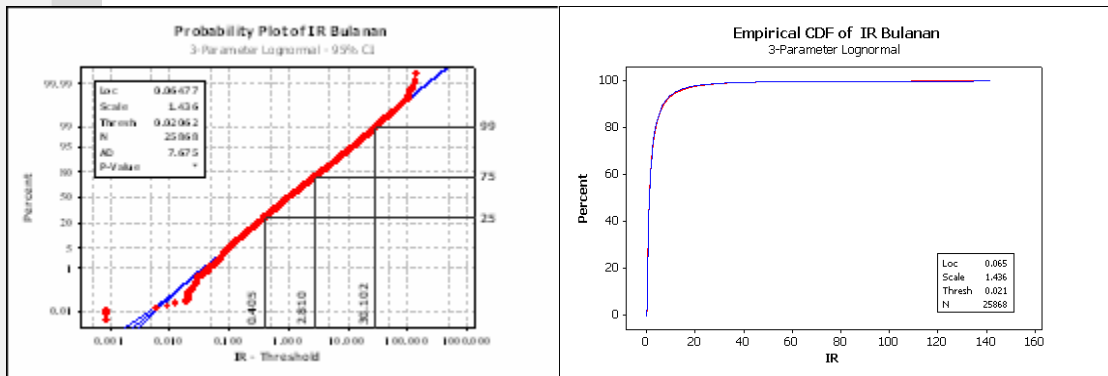 Probability Plot of IR Bulanan
3-Parameter Lognormal - 95% CI
Loc 0.06477
Scale 1.436
Thresh 0.02062
N 25868
AD 7.675
P-Value *
Percent
99.99
99
95
80
50
20
5
1
0.01
99
75
25
0.405
2.810
30.102
0.001 0.010 0.100 1.000 10.000 100.000 1000.000
IR - Threshold
Empirical CDF of IR Bulanan
3-Parameter Lognormal
Percent
100
80
60
40
20
0
Loc 0.065
Scale 1.436
Thresh 0.021
N 25868
0 20 40 60 80 100 120 140 160
IR